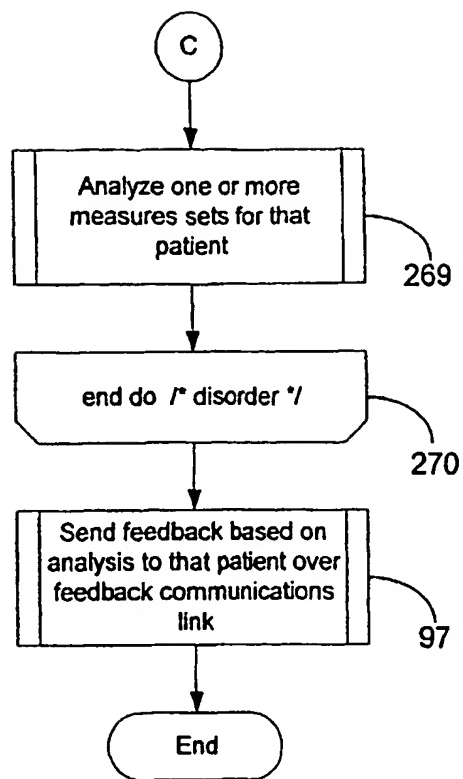 C
Analyze one or more
measures sets for that
patient
269
end do /* disorder */
270
Send feedback based on
analysis to that patient over
feedback communications
link
97
End